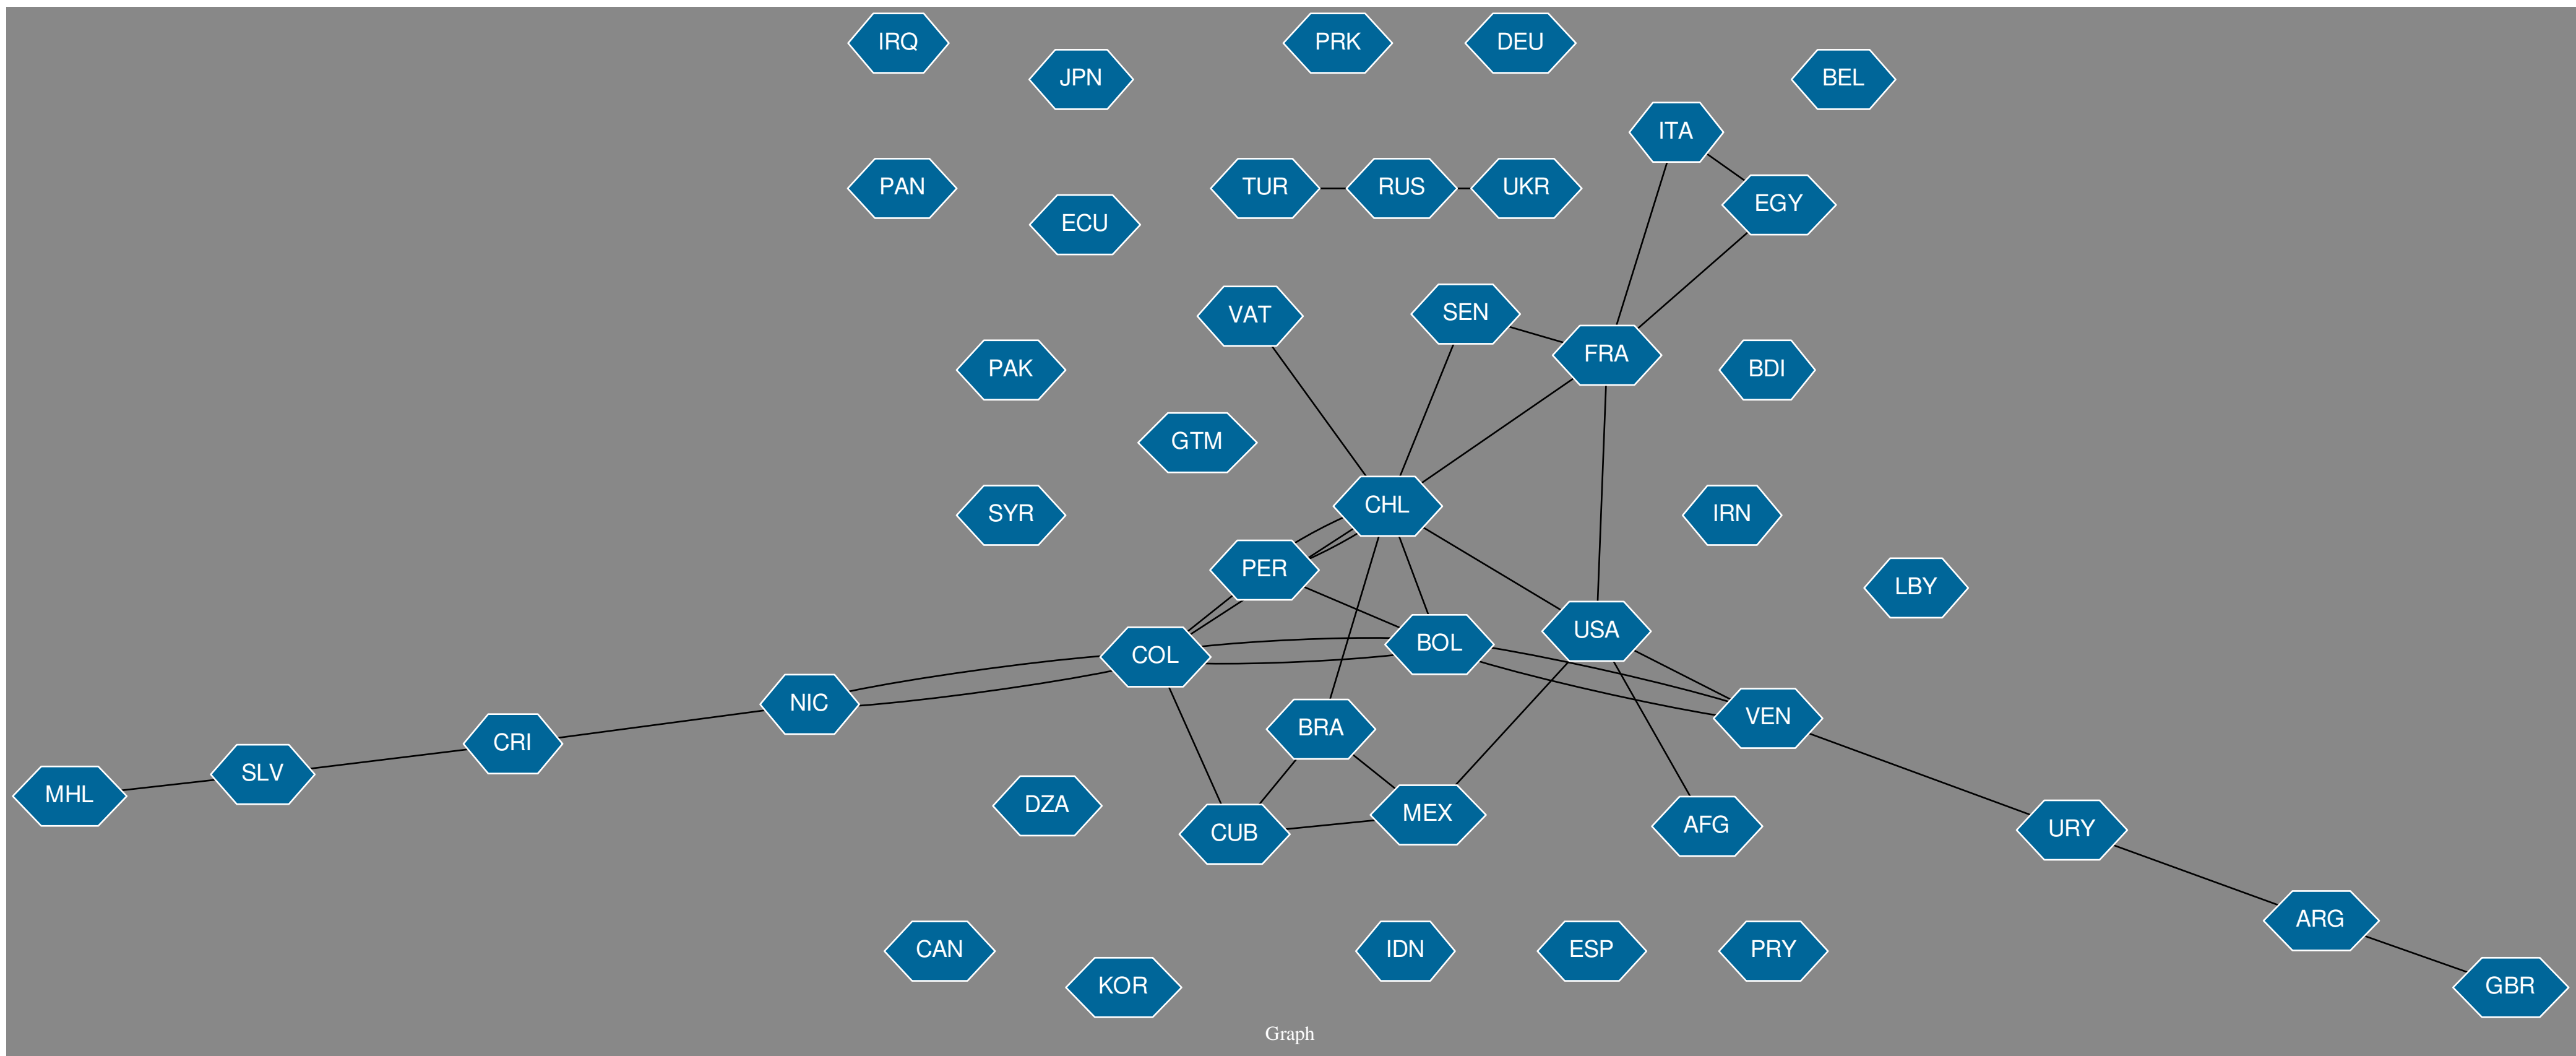 IRQ
PRK
DEU
JPN
BEL
ITA
PAN
TUR
RUS
UKR
EGY
ECU
VAT
SEN
FRA
PAK
BDI
GTM
CHL
SYR
IRN
PER
LBY
USA
BOL
COL
NIC
VEN
BRA
CRI
SLV
MHL
DZA
MEX
AFG
URY
CUB
ARG
CAN
IDN
ESP
PRY
KOR
GBR
Graph